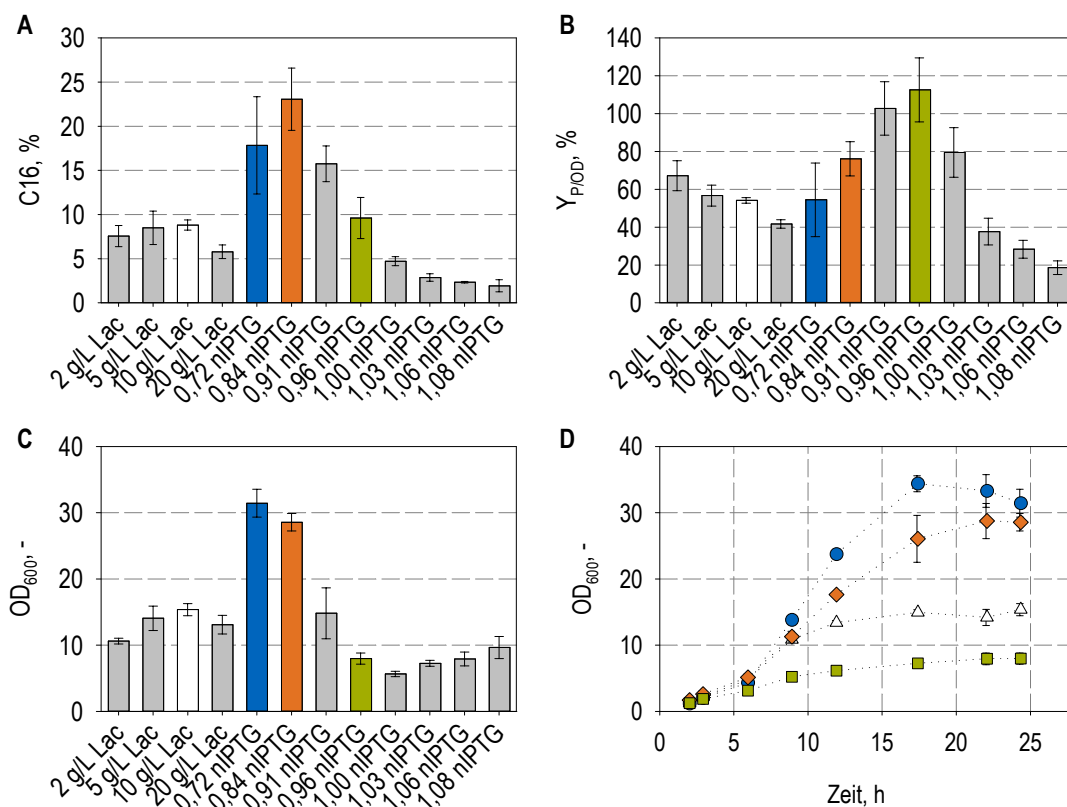 A
C16, %
30
25
20
15
10
5
0
2 g/L Lac
5 g/L Lac
10 g/L Lac
20 g/L Lac
0,72 nIPTG
0,84 nIPTG
0,91 nIPTG
0,96 nIPTG
1,00 nIPTG
1,03 nIPTG
1,06 nIPTG
1,08 nIPTG
B
Y_P/OD, %
140
120
100
80
60
40
20
0
2 g/L Lac
5 g/L Lac
10 g/L Lac
20 g/L Lac
0,72 nIPTG
0,84 nIPTG
0,91 nIPTG
0,96 nIPTG
1,00 nIPTG
1,03 nIPTG
1,06 nIPTG
1,08 nIPTG
C
OD600, -
40
30
20
10
0
2 g/L Lac
5 g/L Lac
10 g/L Lac
20 g/L Lac
0,72 nIPTG
0,84 nIPTG
0,91 nIPTG
0,96 nIPTG
1,00 nIPTG
1,03 nIPTG
1,06 nIPTG
1,08 nIPTG
D
OD600, -
40
30
20
10
0
0 5 10 15 20 25
Zeit, h